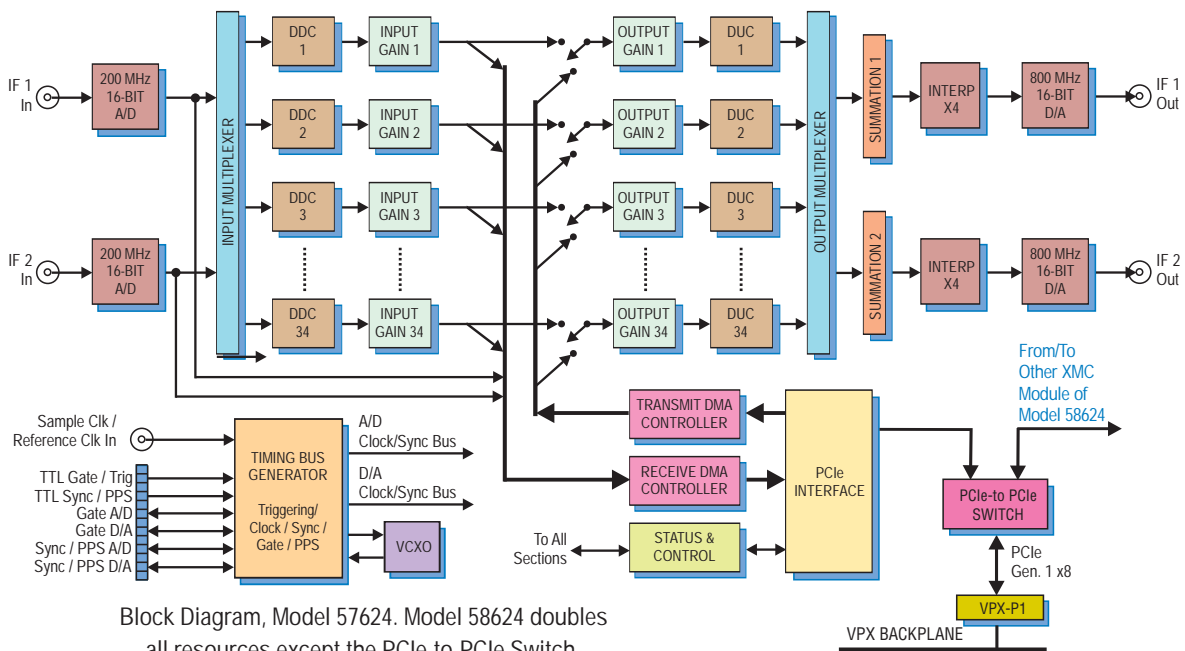 IF 1
In
200 MHz
16-BIT
A/D
IF 2
In
200 MHz
16-BIT
A/D
INPUT MULTIPLEXER
DDC
1
INPUT
GAIN 1
DDC
2
INPUT
GAIN 2
DDC
3
INPUT
GAIN 3
DDC
34
INPUT
GAIN 34
OUTPUT
GAIN 1
DUC
1
OUTPUT
GAIN 2
DUC
2
OUTPUT
GAIN 3
DUC
3
OUTPUT
GAIN 34
DUC
34
OUTPUT MULTIPLEXER
SUMMATION 1
INTERP
X4
800 MHz
16-BIT
D/A
IF 1
Out
SUMMATION 2
INTERP
X4
800 MHz
16-BIT
D/A
IF 2
Out
From/To
Other XMC
Module of
Model 58624
Sample Clk /
Reference Clk In
TTL Gate / Trig
TTL Sync / PPS
Gate A/D
Gate D/A
Sync / PPS A/D
Sync / PPS D/A
TIMING BUS
GENERATOR
Triggering/
Clock / Sync /
Gate / PPS
A/D
Clock/Sync Bus
D/A
Clock/Sync Bus
VCXO
TRANSMIT DMA
CONTROLLER
RECEIVE DMA
CONTROLLER
To All
Sections
STATUS &
CONTROL
PCIe
INTERFACE
PCIe-to PCIe
SWITCH
PCIe
Gen. 1 x8
VPX-P1
VPX BACKPLANE
Block Diagram, Model 57624. Model 58624 doubles
all resources except the PCIe-to-PCIe Switch